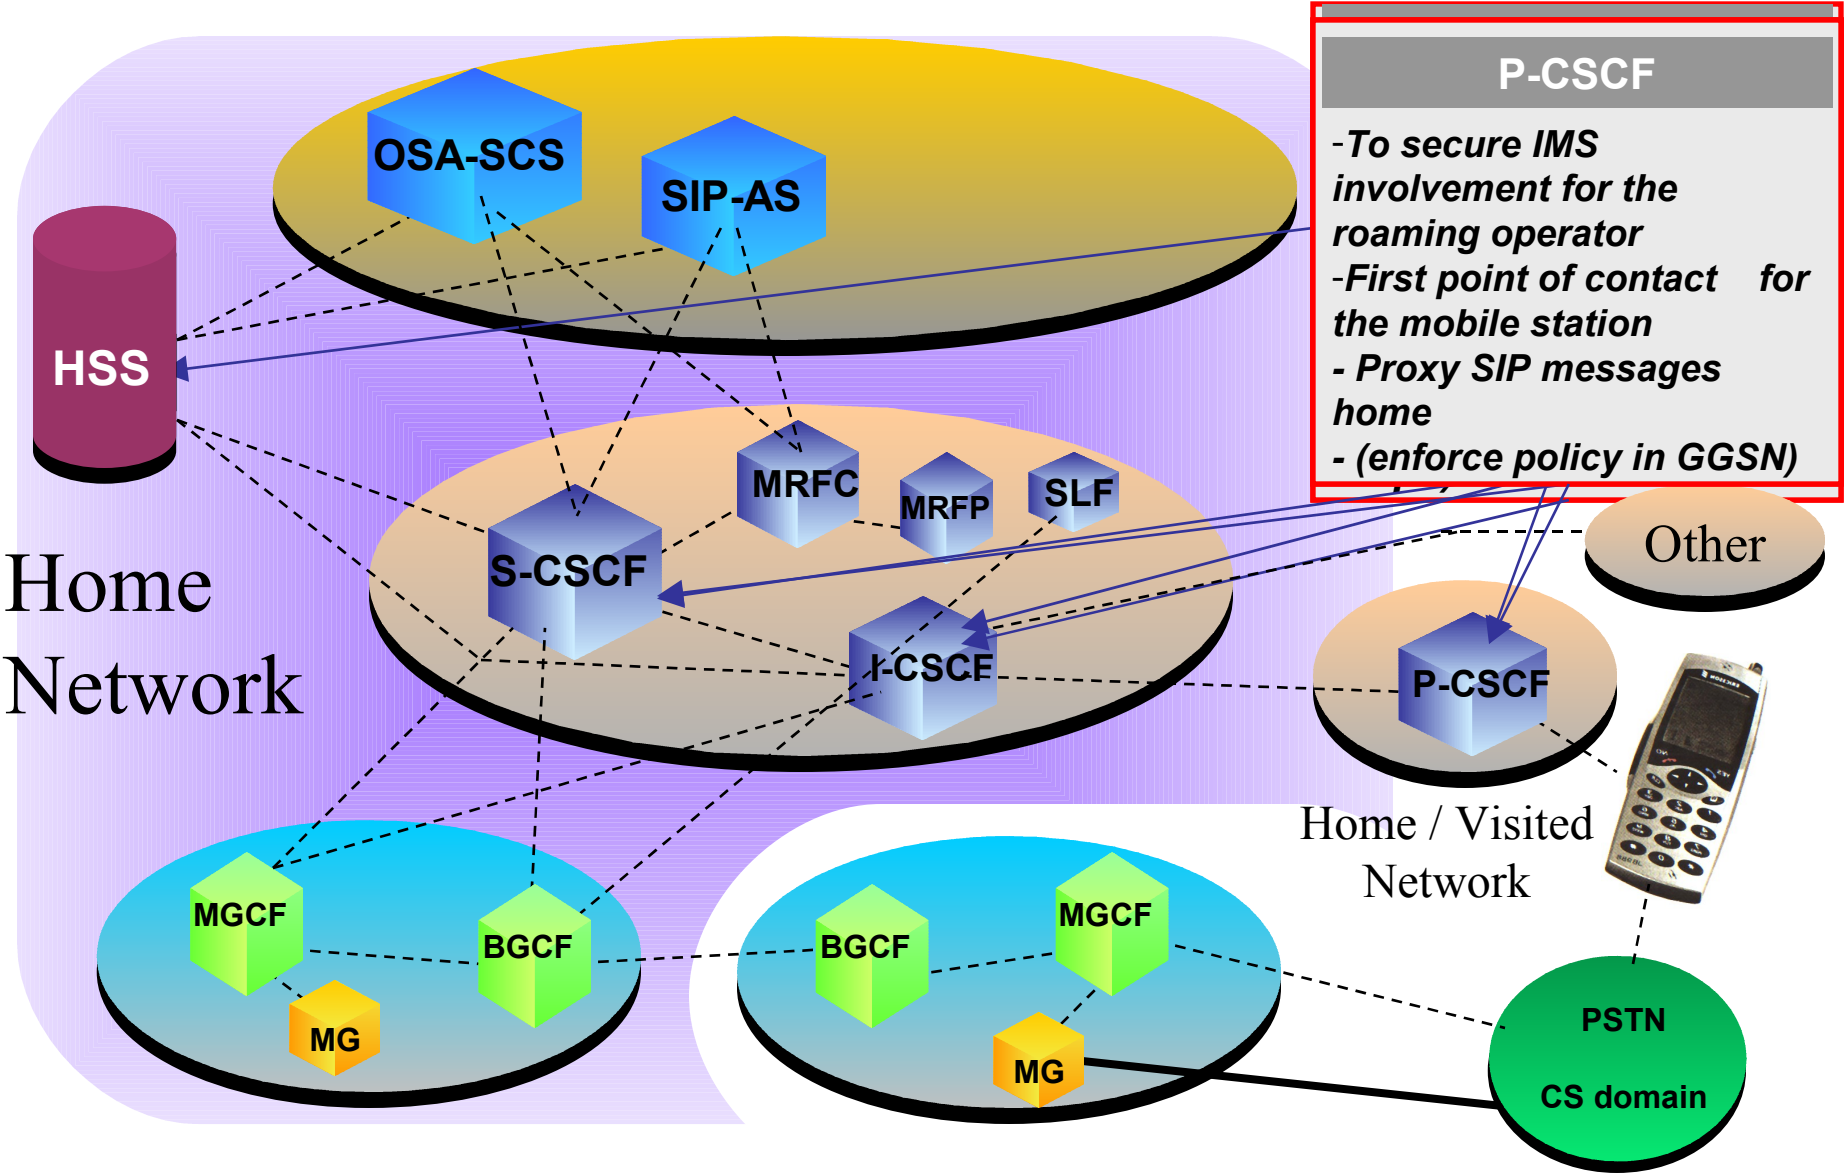 P-CSCF
-To secure IMS
involvement for the
roaming operator
-First point of contact for
the mobile station
- Proxy SIP messages
home
- (enforce policy in GGSN)
OSA-SCS
SIP-AS
HSS
MRFC
MRFP
SLF
S-CSCF
I-CSCF
Other
P-CSCF
Home
Network
Home / Visited
Network
MGCF
BGCF
MG
BGCF
MGCF
MG
PSTN
CS domain